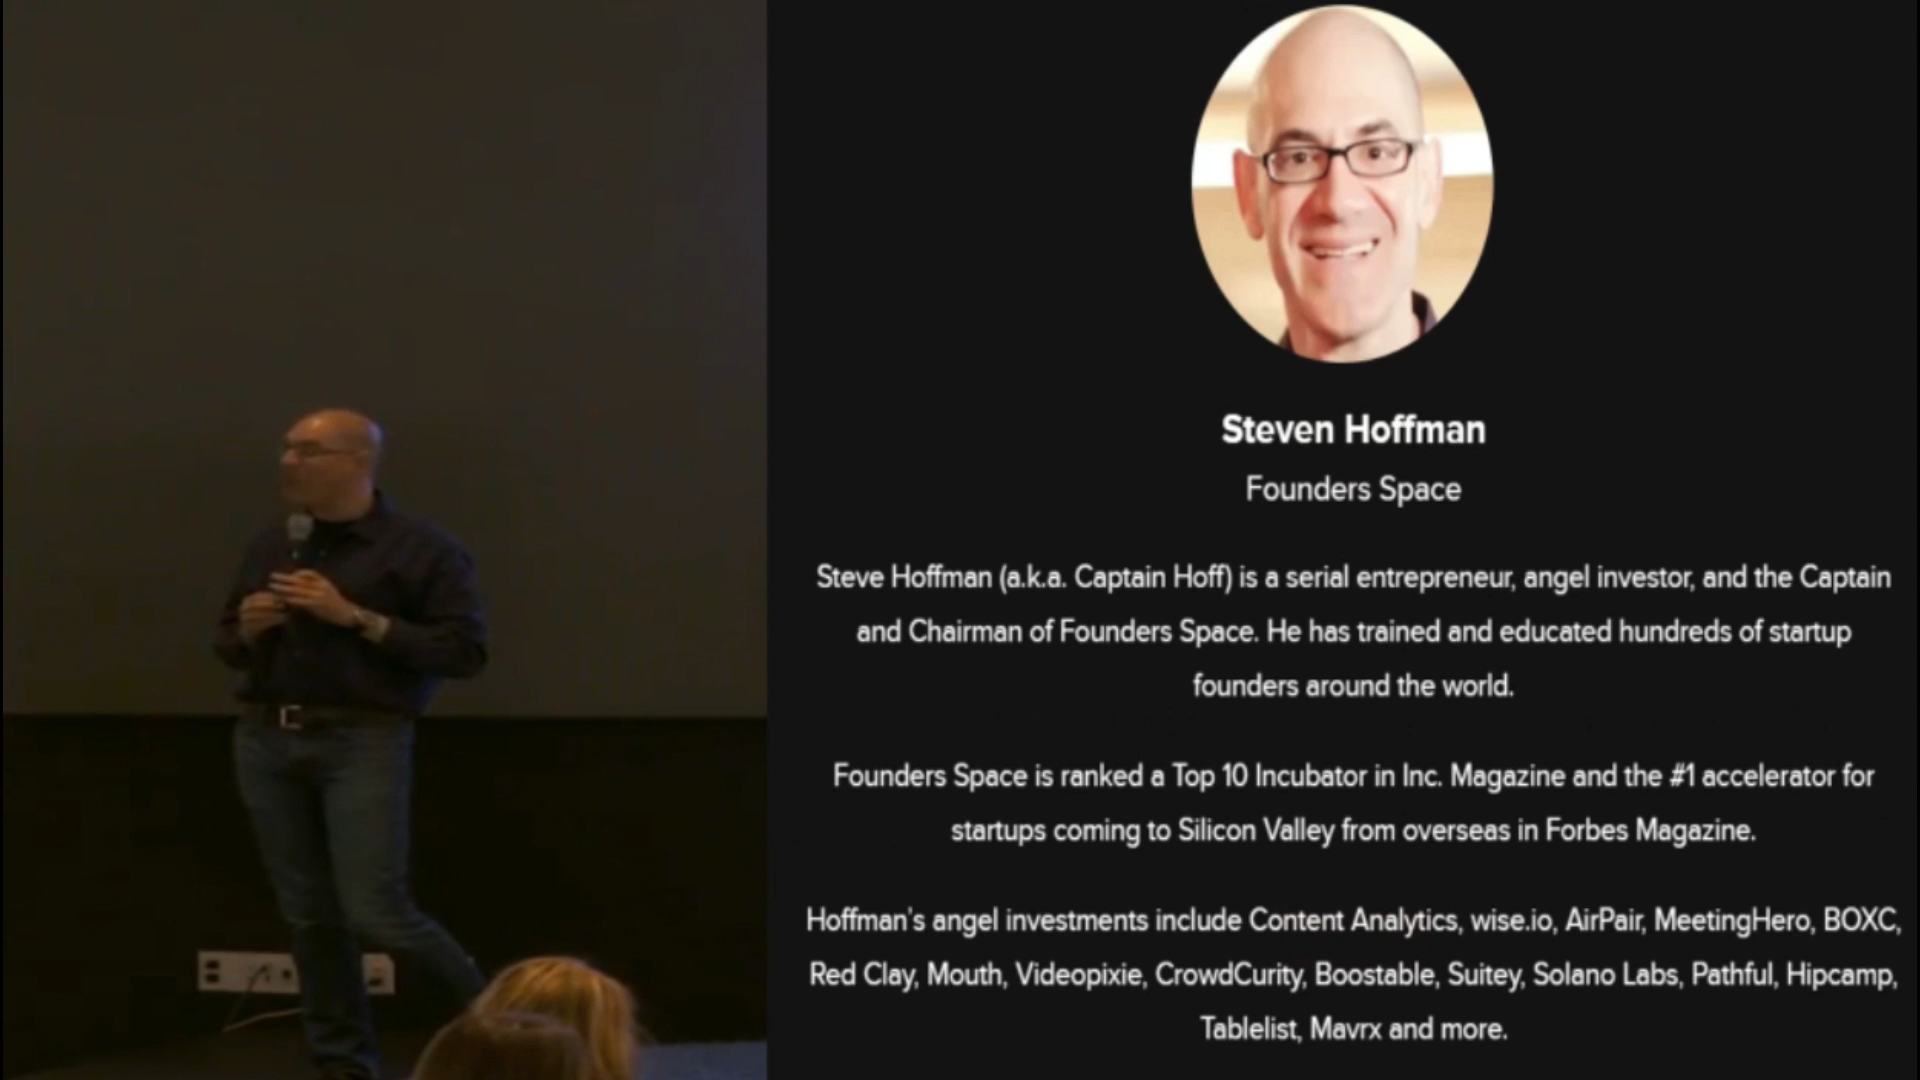 Steven Hoffman
Founders Space
Steve Hoffman (a.k.a. Captain Hoff) is a serial entrepreneur, angel investor, and the Captain
and Chairman of Founders Space. He has trained and educated hundreds of startup
founders around the world.
Founders Space is ranked a Top 10 Incubator in Inc. Magazine and the #1 accelerator for
startups coming to Silicon Valley from overseas in Forbes Magazine.
Hoffman's angel investments include Content Analytics, wise.io, AirPair, MeetingHero, BOXC,
Red Clay, Mouth, Videopixie, CrowdCurity, Boostable, Suitey, Solano Labs, Pathful, Hipcamp,
Tablelist, Mavrx and more.